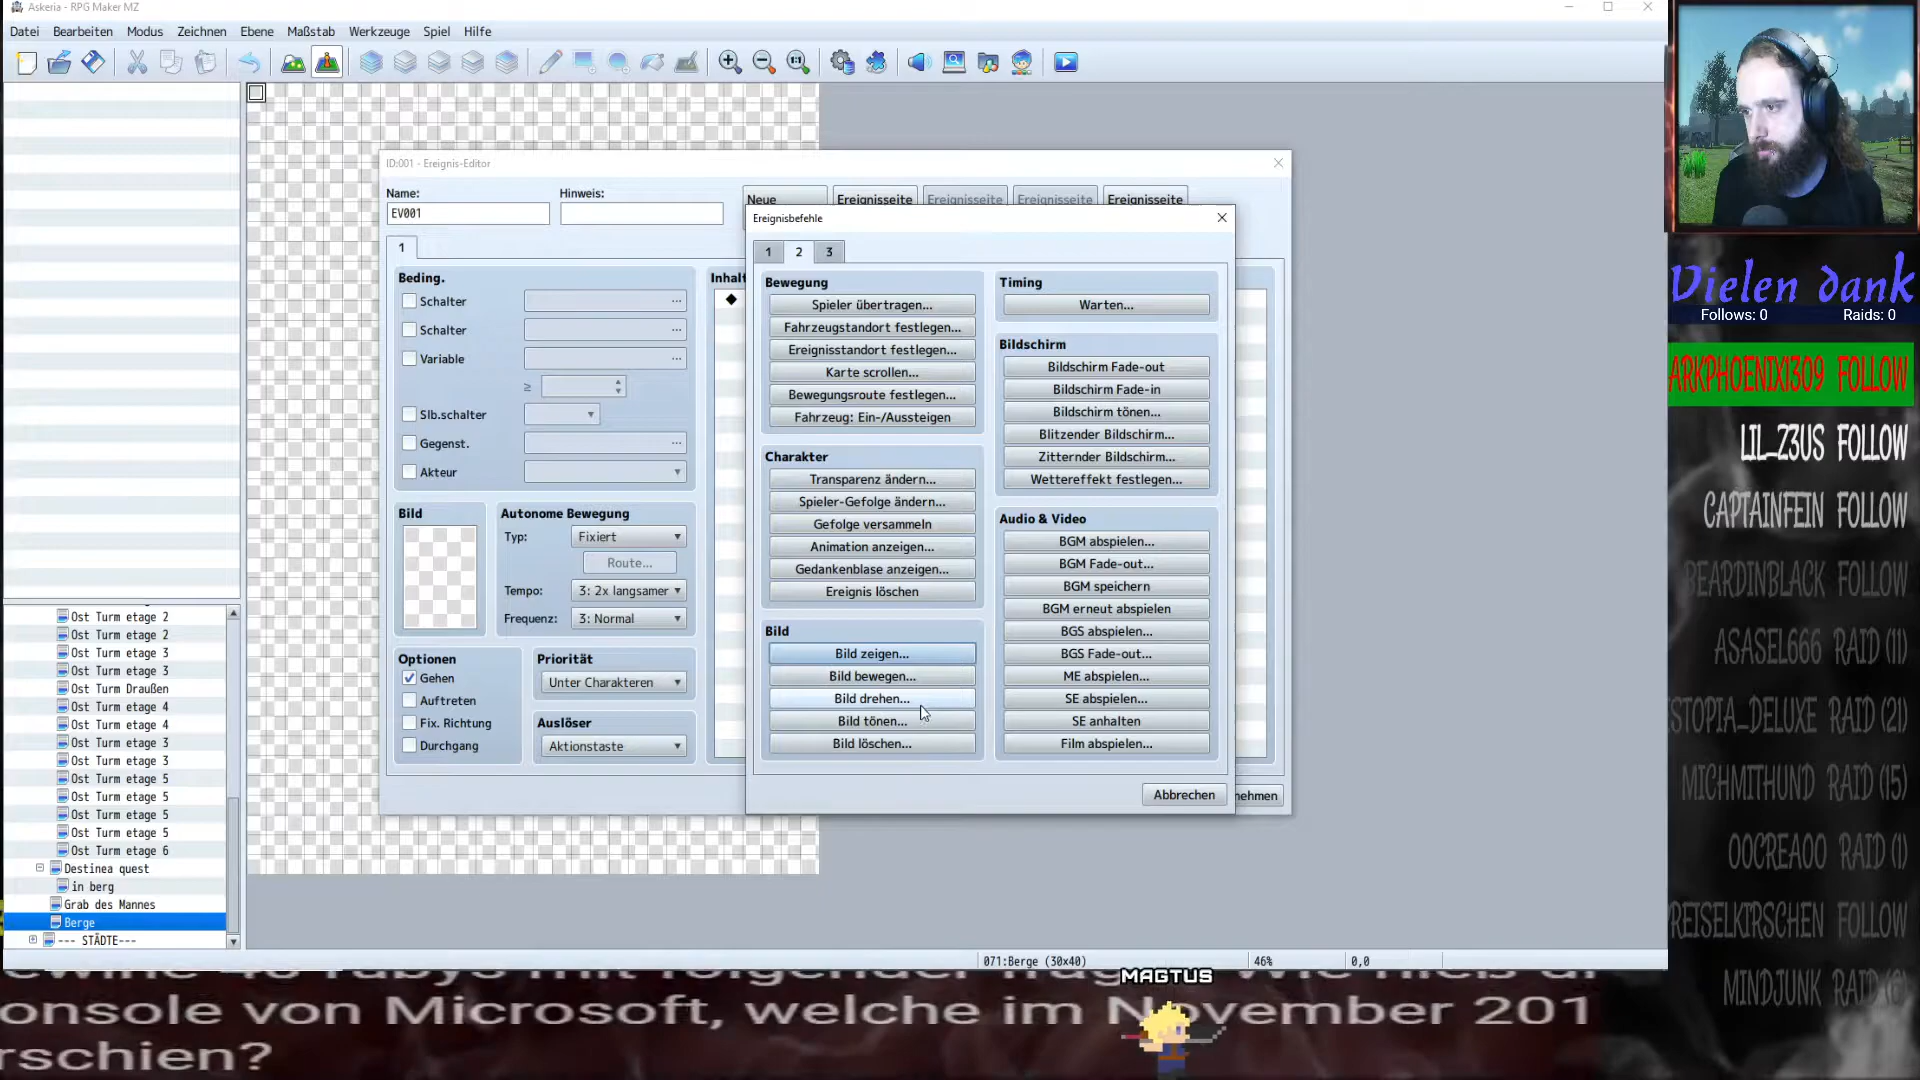 Askeria - RPG Maker MZ
Datei Bearbeiten Modus Zeichnen Ebene Maßstab Werkzeuge Spiel Hilfe
ID:001 - Ereignis-Editor
Name:
Hinweis:
EV001
Neue
Ereignisseite
Ereignisseite
Ereignisseite
Ereignisseite
1
Beding.
Schalter
...
Schalter
...
Variable
...
≥
Slb.schalter
Gegenst.
...
Akteur
Bild
Autonome Bewegung
Typ:
Fixiert
Route...
Tempo:
3: 2x langsamer
Frequenz:
3: Normal
Optionen
Gehen
Auftreten
Fix. Richtung
Durchgang
Priorität
Unter Charakteren
Auslöser
Aktionstaste
Inhalt
Ereignisbefehle
1 2 3
Bewegung
Spieler übertragen...
Fahrzeugstandort festlegen...
Ereignisstandort festlegen...
Karte scrollen...
Bewegungsroute festlegen...
Fahrzeug: Ein-/Aussteigen
Charakter
Transparenz ändern...
Spieler-Gefolge ändern...
Gefolge versammeln
Animation anzeigen...
Gedankenblase anzeigen...
Ereignis löschen
Bild
Bild zeigen...
Bild bewegen...
Bild drehen...
Bild tönen...
Bild löschen...
Timing
Warten...
Bildschirm
Bildschirm Fade-out
Bildschirm Fade-in
Bildschirm tönen...
Blitzender Bildschirm...
Zitternder Bildschirm...
Wettereffekt festlegen...
Audio & Video
BGM abspielen...
BGM Fade-out...
BGM speichern
BGM erneut abspielen
BGS abspielen...
BGS Fade-out...
ME abspielen...
SE abspielen...
SE anhalten
Film abspielen...
Abbrechen
nehmen
Ost Turm etage 2
Ost Turm etage 2
Ost Turm etage 3
Ost Turm etage 3
Ost Turm Draußen
Ost Turm etage 4
Ost Turm etage 4
Ost Turm etage 3
Ost Turm etage 3
Ost Turm etage 5
Ost Turm etage 5
Ost Turm etage 5
Ost Turm etage 5
Ost Turm etage 6
Destinea quest
in berg
Grab des Mannes
Berge
--- STÄDTE---
071:Berge (30x40)
46%
0,0
Vielen dank
Follows: 0
Raids: 0
ARKPHOENIX1309 FOLLOW
LIL_Z3US FOLLOW
CAPTAINFEIN FOLLOW
BEARDINBLACK FOLLOW
ASASEL666 RAID (11)
STOPIA_DELUXE RAID (21)
MICHMITHUND RAID (15)
OOCREAOO RAID (1)
REISELKIRSCHEN FOLLOW
MINDJUNK RAID (6)
MAGTUS
onsole von Microsoft, welche im November 201
rschien?